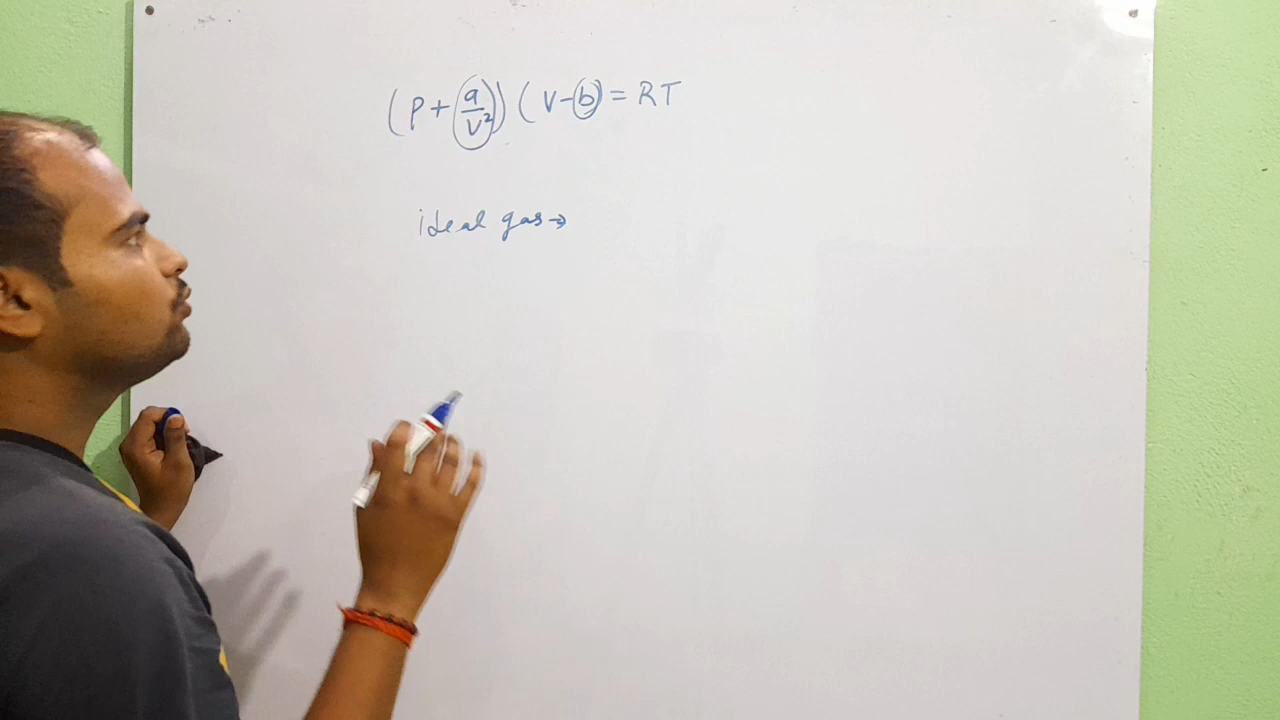 (P + a/V²) (V - b) = RT
ideal gas →